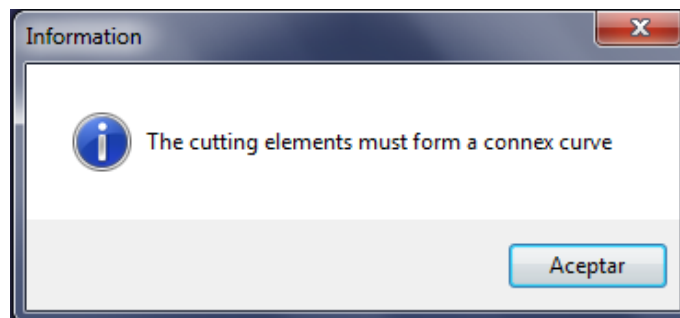 Information
The cutting elements must form a connex curve
Aceptar